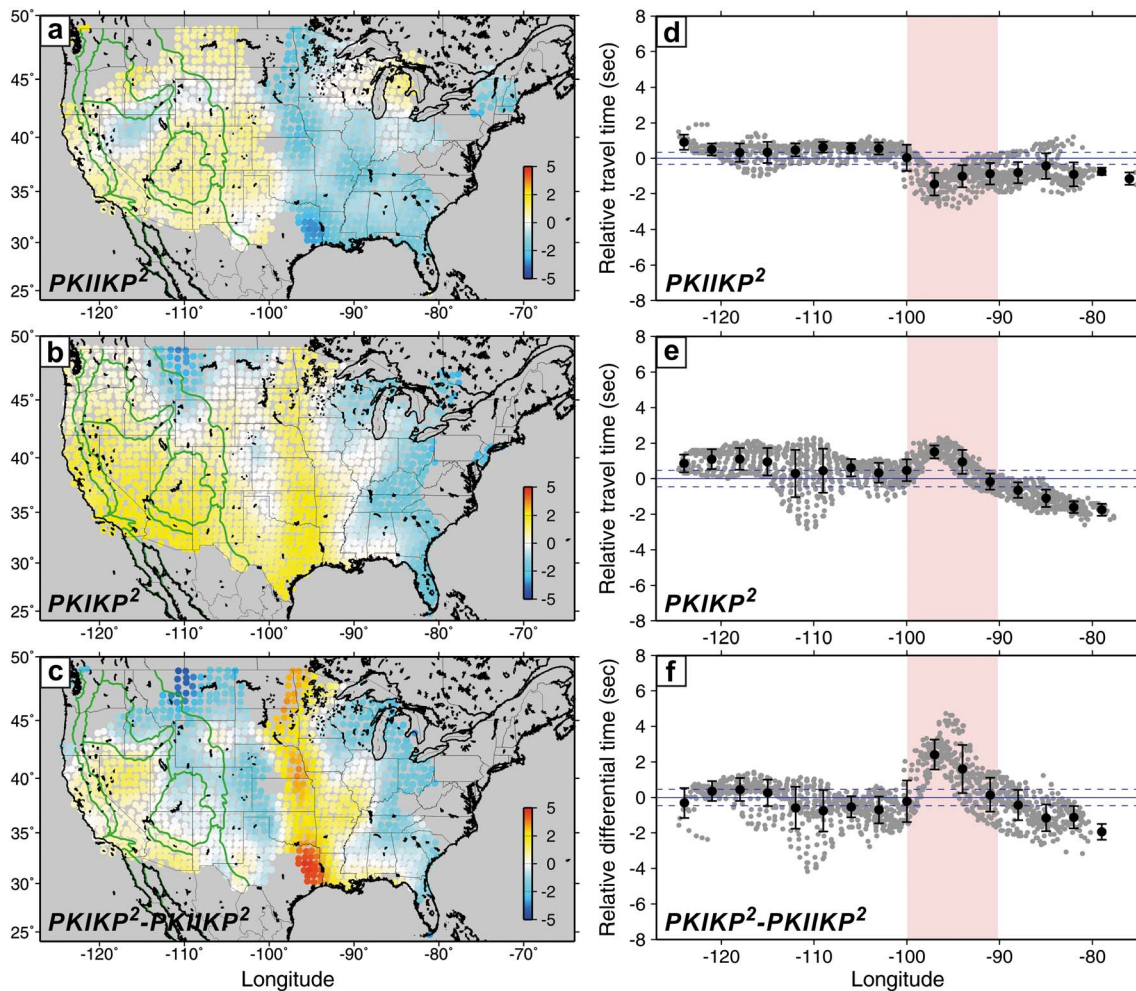 a
50°
45°
40°
35°
30°
25°
5
2
0
-2
-5
PKIIKP²
-120 -110 -100 -90 -80 -70
d
Relative travel time (sec)
8
6
4
2
0
-2
-4
-6
-8
PKIIKP²
-120 -110 -100 -90 -80
b
50°
45°
40°
35°
30°
25°
5
2
0
-2
-5
PKIKP²
-120 -110 -100 -90 -80 -70
e
Relative travel time (sec)
8
6
4
2
0
-2
-4
-6
-8
PKIKP²
-120 -110 -100 -90 -80
c
50°
45°
40°
35°
30°
25°
5
2
0
-2
-5
PKIKP²-PKIIKP²
-120 -110 -100 -90 -80 -70
Longitude
f
Relative differential time (sec)
8
6
4
2
0
-2
-4
-6
-8
PKIKP²-PKIIKP²
-120 -110 -100 -90 -80
Longitude